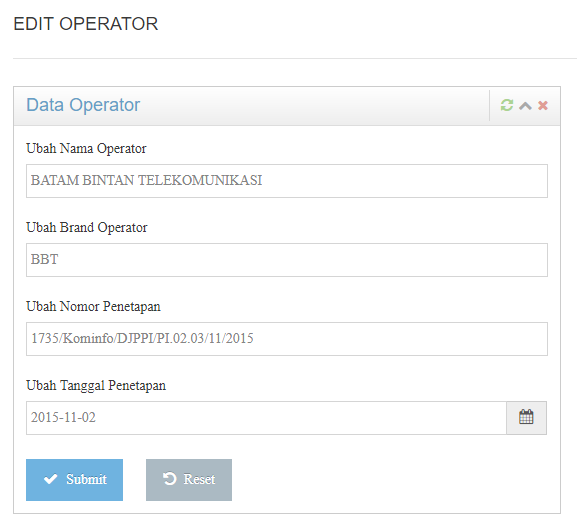 EDIT OPERATOR
Data Operator
Ubah Nama Operator
BATAM BINTAN TELEKOMUNIKASI
Ubah Brand Operator
BBT
Ubah Nomor Penetapan
1735/Kominfo/DJPPI/PI.02.03/11/2015
Ubah Tanggal Penetapan
2015-11-02
Submit Reset